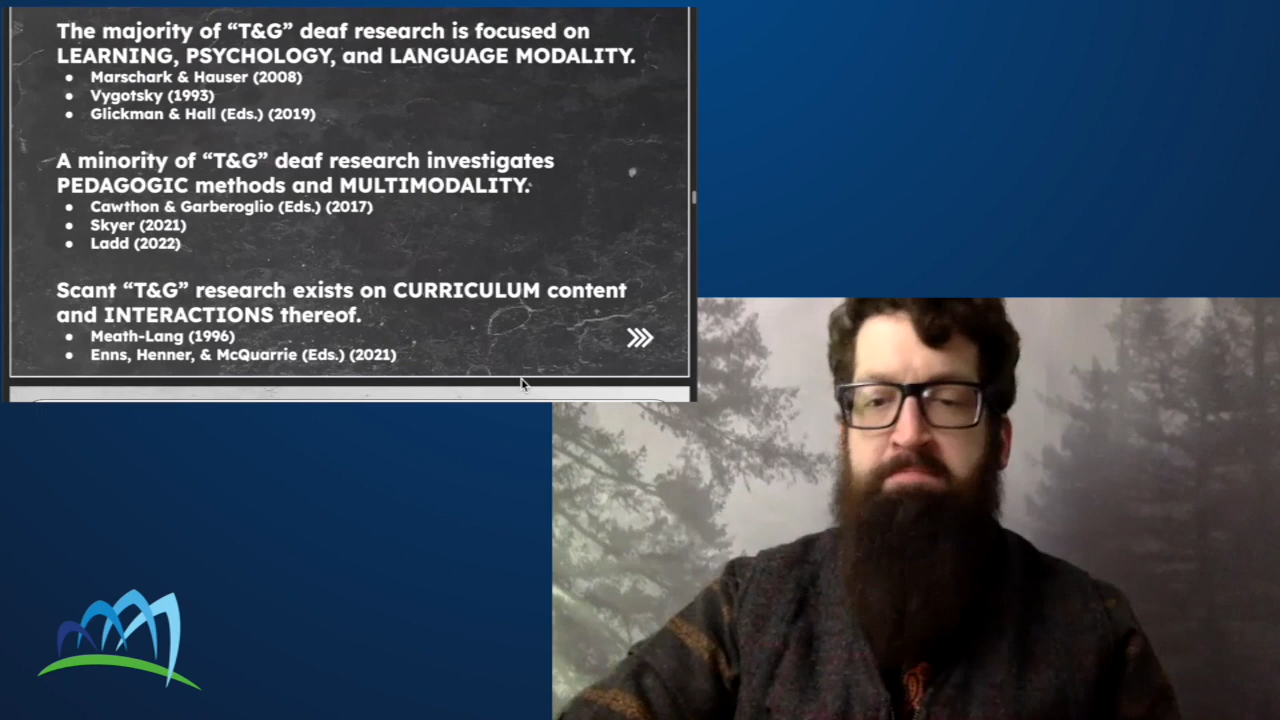 The majority of “T&G” deaf research is focused on
LEARNING, PSYCHOLOGY, and LANGUAGE MODALITY.
● Marschark & Hauser (2008)
● Vygotsky (1993)
● Glickman & Hall (Eds.) (2019)
A minority of “T&G” deaf research investigates
PEDAGOGIC methods and MULTIMODALITY.
● Cawthon & Garberoglio (Eds.) (2017)
● Skyer (2021)
● Ladd (2022)
Scant “T&G” research exists on CURRICULUM content
and INTERACTIONS thereof.
● Meath-Lang (1996)
● Enns, Henner, & McQuarrie (Eds.) (2021)